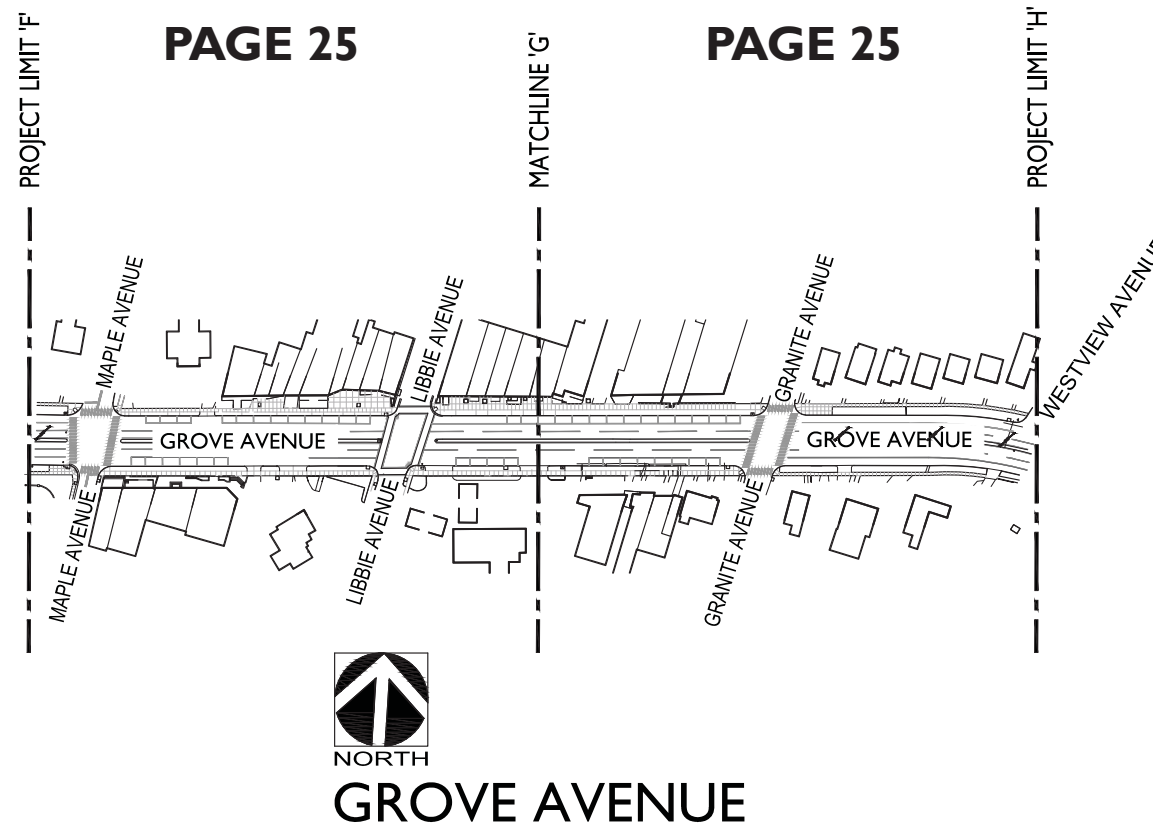 PAGE 25
PAGE 25
PROJECT LIMIT 'F'
MATCHLINE 'G'
PROJECT LIMIT 'H'
MAPLE AVENUE
LIBBIE AVENUE
GRANITE AVENUE
WESTVIEW AVENUE
GROVE AVENUE
GROVE AVENUE
MAPLE AVENUE
LIBBIE AVENUE
GRANITE AVENUE
NORTH
GROVE AVENUE